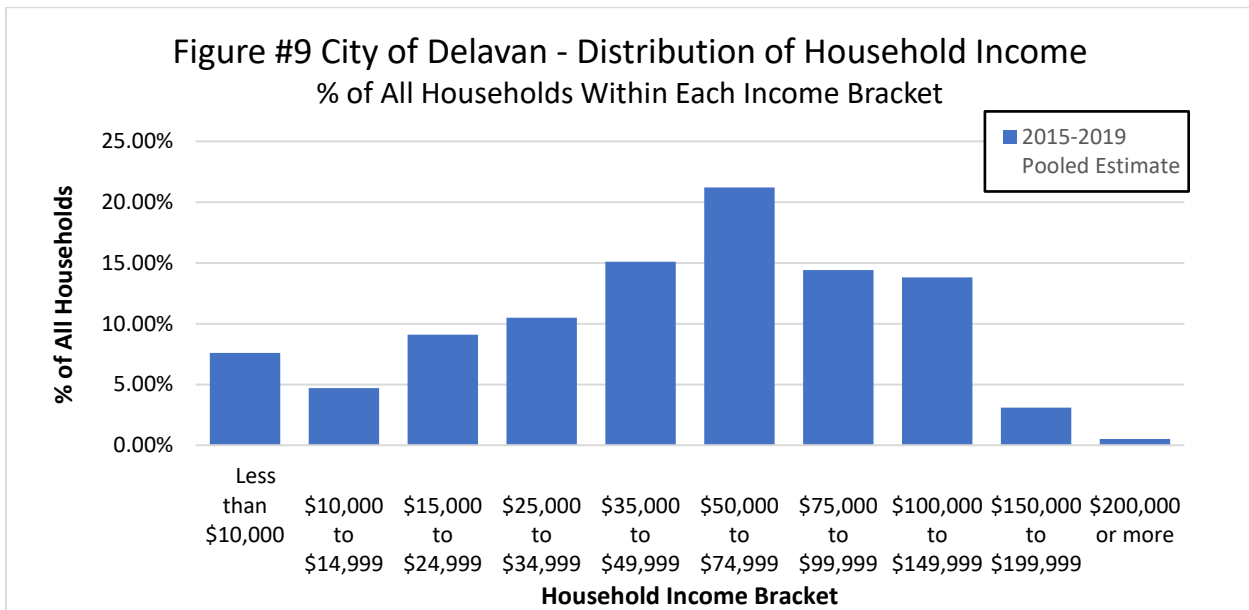 Figure #9 City of Delavan - Distribution of Household Income
% of All Households Within Each Income Bracket
2015-2019
Pooled Estimate
% of All Households
25.00%
20.00%
15.00%
10.00%
5.00%
0.00%
Less
than
$10,000
$10,000
to
$14,999
$15,000
to
$24,999
$25,000
to
$34,999
$35,000
to
$49,999
$50,000
to
$74,999
$75,000
to
$99,999
$100,000
to
$149,999
$150,000
to
$199,999
$200,000
or more
Household Income Bracket